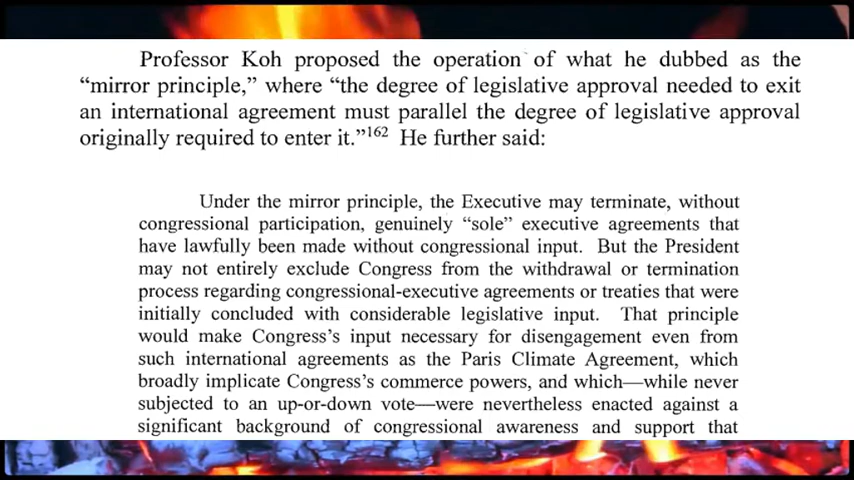 Professor Koh proposed the operation of what he dubbed as the
“mirror principle,” where “the degree of legislative approval needed to exit
an international agreement must parallel the degree of legislative approval
originally required to enter it.”162 He further said:
Under the mirror principle, the Executive may terminate, without
congressional participation, genuinely “sole” executive agreements that
have lawfully been made without congressional input. But the President
may not entirely exclude Congress from the withdrawal or termination
process regarding congressional-executive agreements or treaties that were
initially concluded with considerable legislative input. That principle
would make Congress’s input necessary for disengagement even from
such international agreements as the Paris Climate Agreement, which
broadly implicate Congress’s commerce powers, and which—while never
subjected to an up-or-down vote—were nevertheless enacted against a
significant background of congressional awareness and support that